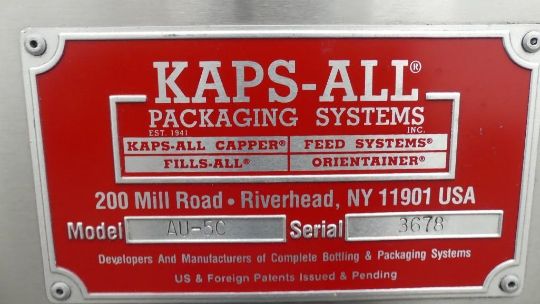 KAPS-ALL®
PACKAGING SYSTEMS
EST. 1941 INC.
KAPS-ALL CAPPER® FEED SYSTEMS®
FILLS-ALL® ORIENTAINER®
200 Mill Road • Riverhead, NY 11901 USA
Model AU-5C Serial 3678
Developers And Manufacturers of Complete Bottling & Packaging Systems
US & Foreign Patents Issued & Pending